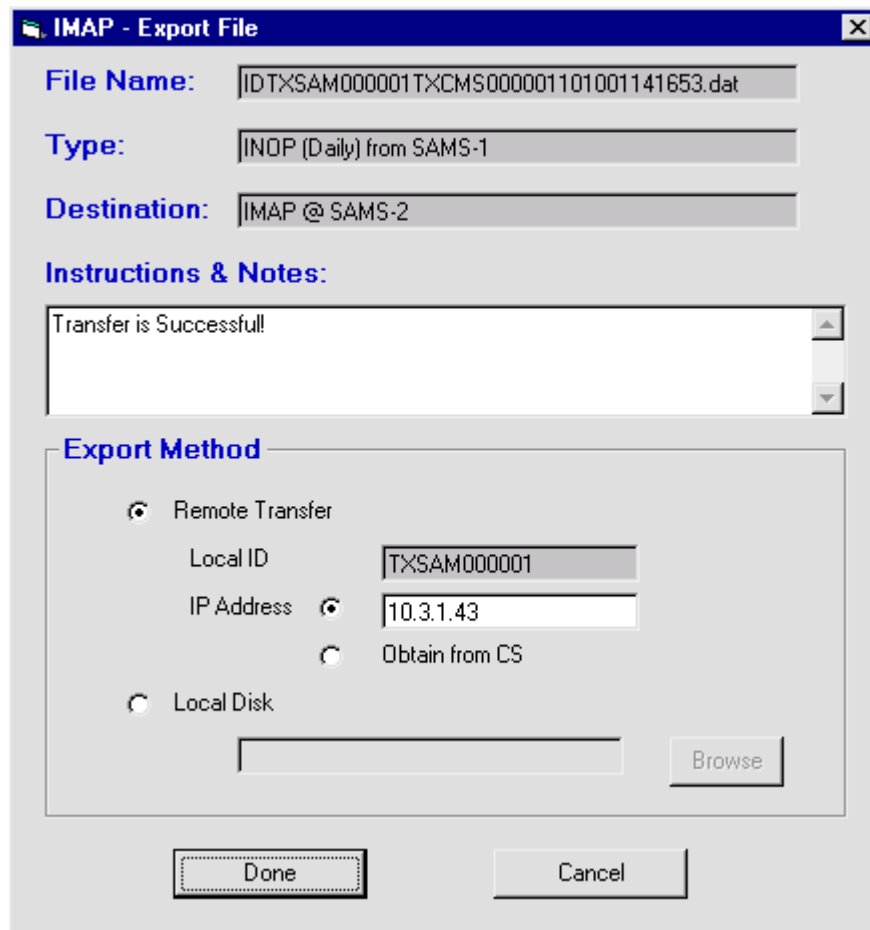 IMAP - Export File
File Name: IDTXSAM000001TXCMS000001101001141653.dat
Type: INOP (Daily) from SAMS-1
Destination: IMAP @ SAMS-2
Instructions & Notes:
Transfer is Successful!
Export Method
Remote Transfer
Local ID TXSAM000001
IP Address 10.3.1.43
Obtain from CS
Local Disk
Browse
Done Cancel